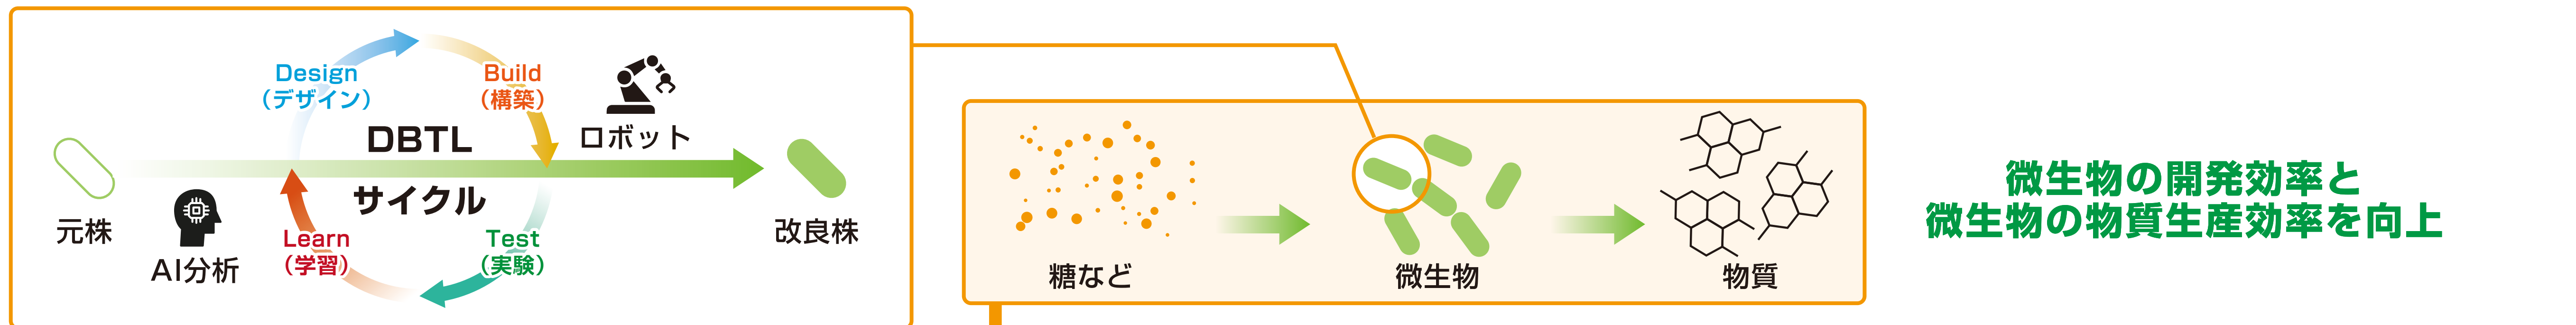 Design
（デザイン）
Build
（構築）
ロボット
DBTL
サイクル
元株
AI分析
Learn
（学習）
Test
（実験）
改良株
糖など
微生物
物質
微生物の開発効率と
微生物の物質生産効率を向上